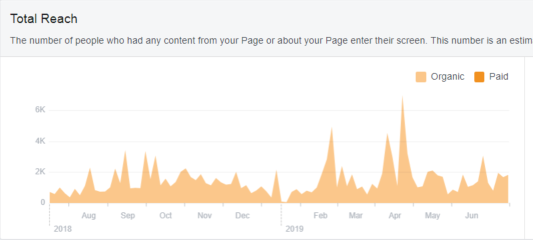 Total Reach
The number of people who had any content from your Page or about your Page enter their screen. This number is an estim
Organic Paid
6K
4K
2K
0
Aug Sep Oct Nov Dec Feb Mar Apr May Jun
2018 2019